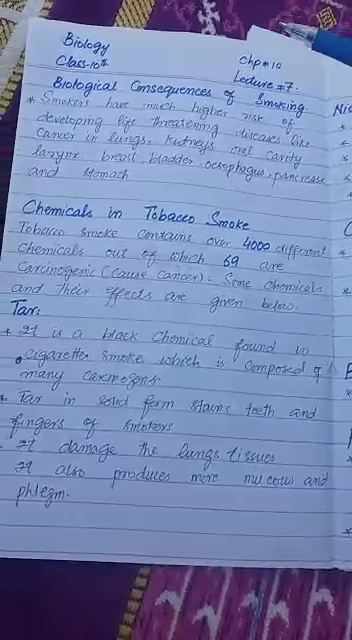 Biology
Chp#10
Class-10th
Lecture #7.
Biological Consequences of Smoking.
* Smokers have much higher risk of
developing life threatening diseases like
Cancer in lungs, kidneys oral cavity
larynx breast bladder, oesophagus, pancrease
and stomach
Chemicals in Tobacco Smoke
Tobacco smoke contains over 4000 different
chemicals out of which 69 are
Carcinogenic (cause cancer). Some chemicals
and their effects are given below.
Tar:
* It is a black chemical found in
cigarette smoke which is composed of
many carcinogens
* Tar in solid form stains teeth and
fingers of smokers
- It damage the lungs tissues
It also produces more mucous and
phlegm.
Nic